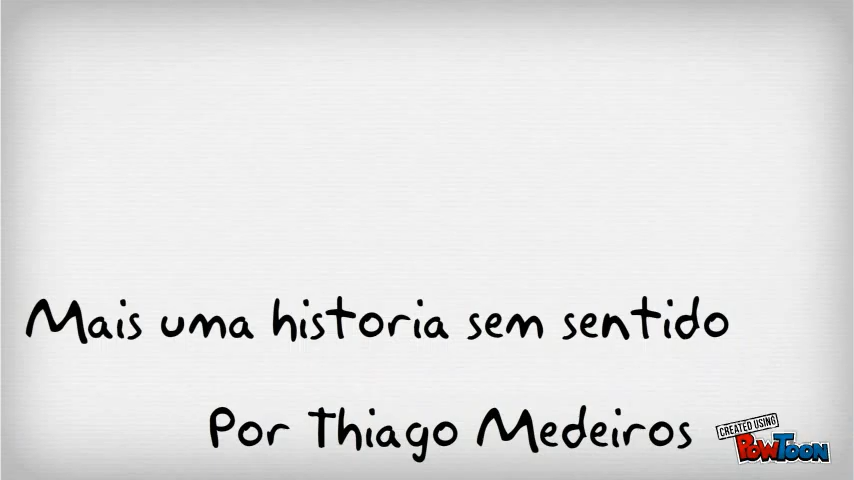 Mais uma historia sem sentido
Por Thiago Medeiros
CREATED USING
POWTOON